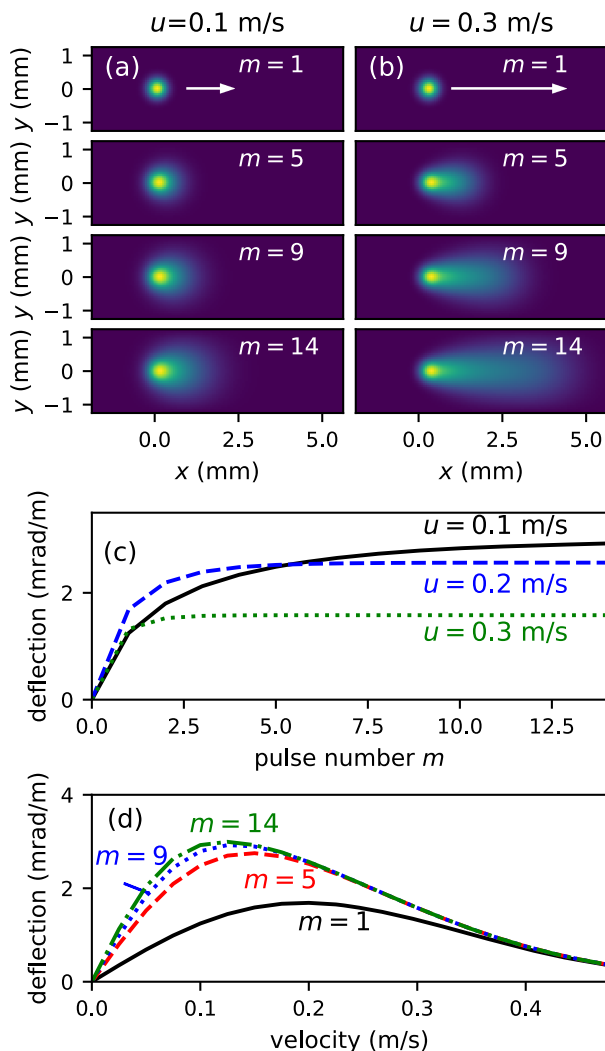 u=0.1 m/s
u = 0.3 m/s
(a)
m = 1
(b)
m = 1
y (mm)
1
0
−1
m = 5
m = 5
y (mm)
1
0
−1
m = 9
m = 9
y (mm)
1
0
−1
m = 14
m = 14
y (mm)
1
0
−1
0.0
2.5
5.0
0.0
2.5
5.0
x (mm)
x (mm)
(c)
u = 0.1 m/s
u = 0.2 m/s
u = 0.3 m/s
deflection (mrad/m)
2
0
0.0
2.5
5.0
7.5
10.0
12.5
pulse number m
(d)
m = 14
m = 9
m = 5
m = 1
deflection (mrad/m)
4
2
0
0.0
0.1
0.2
0.3
0.4
velocity (m/s)